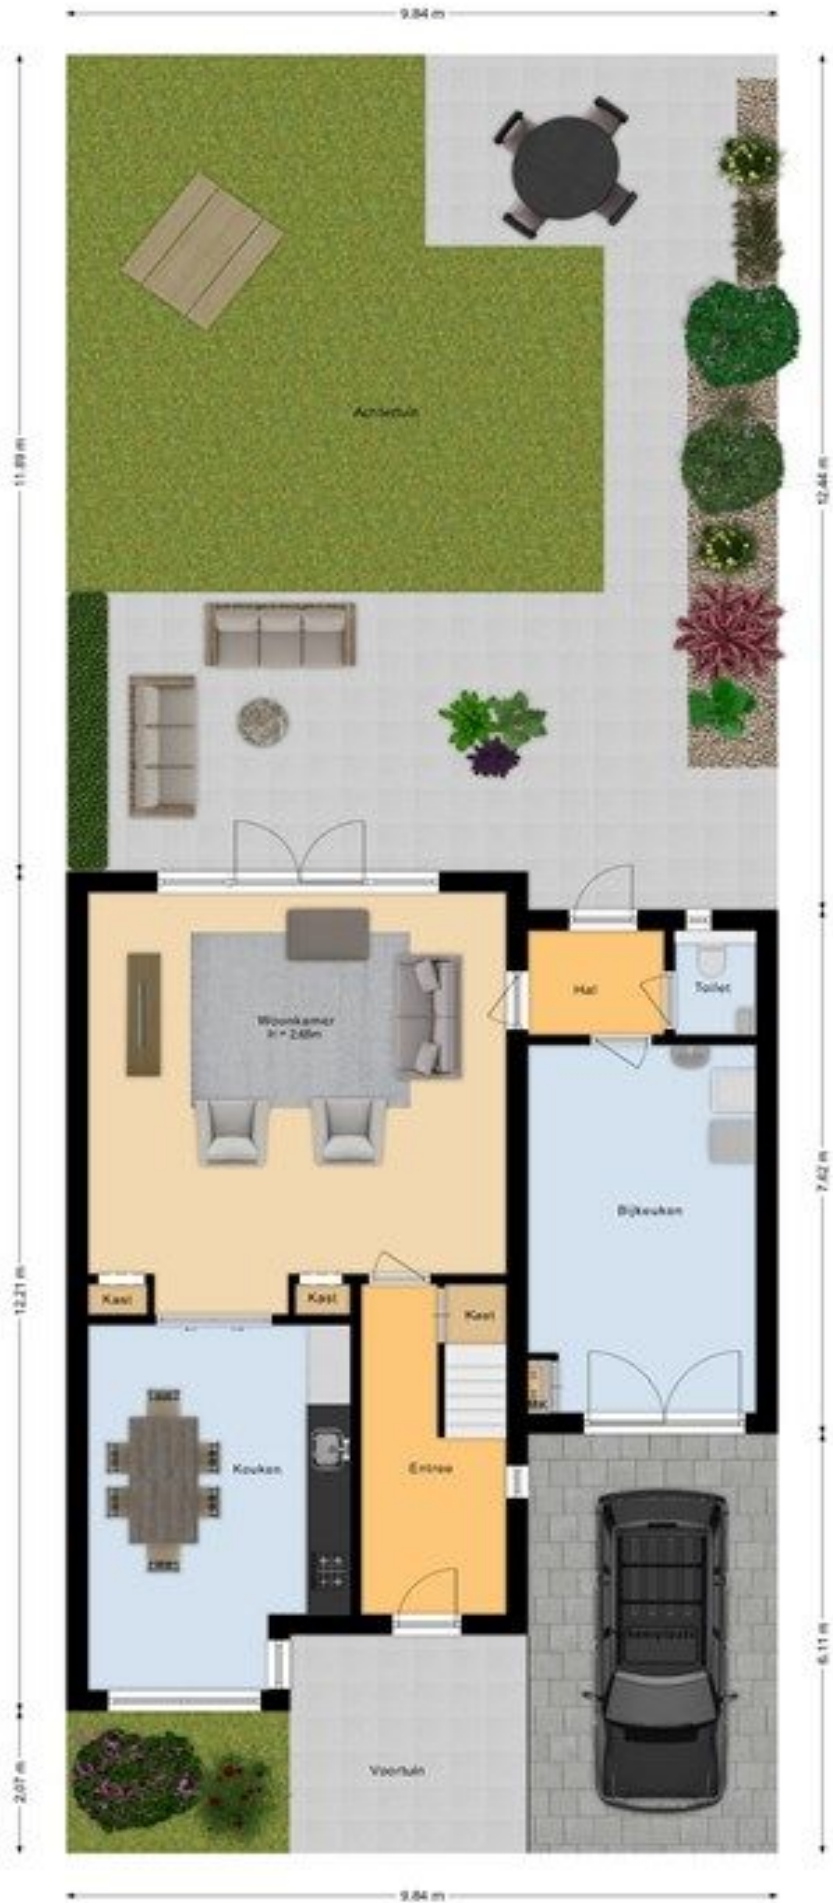 9.84 m
Achtertuin
11.89 m
12.44 m
Woonkamer
H = 2.68m
Hal
Toilet
Bijkeuken
7.62 m
12.21 m
Kast
Kast
Kast
MK
Keuken
Entree
6.11 m
Voortuin
2.07 m
9.84 m